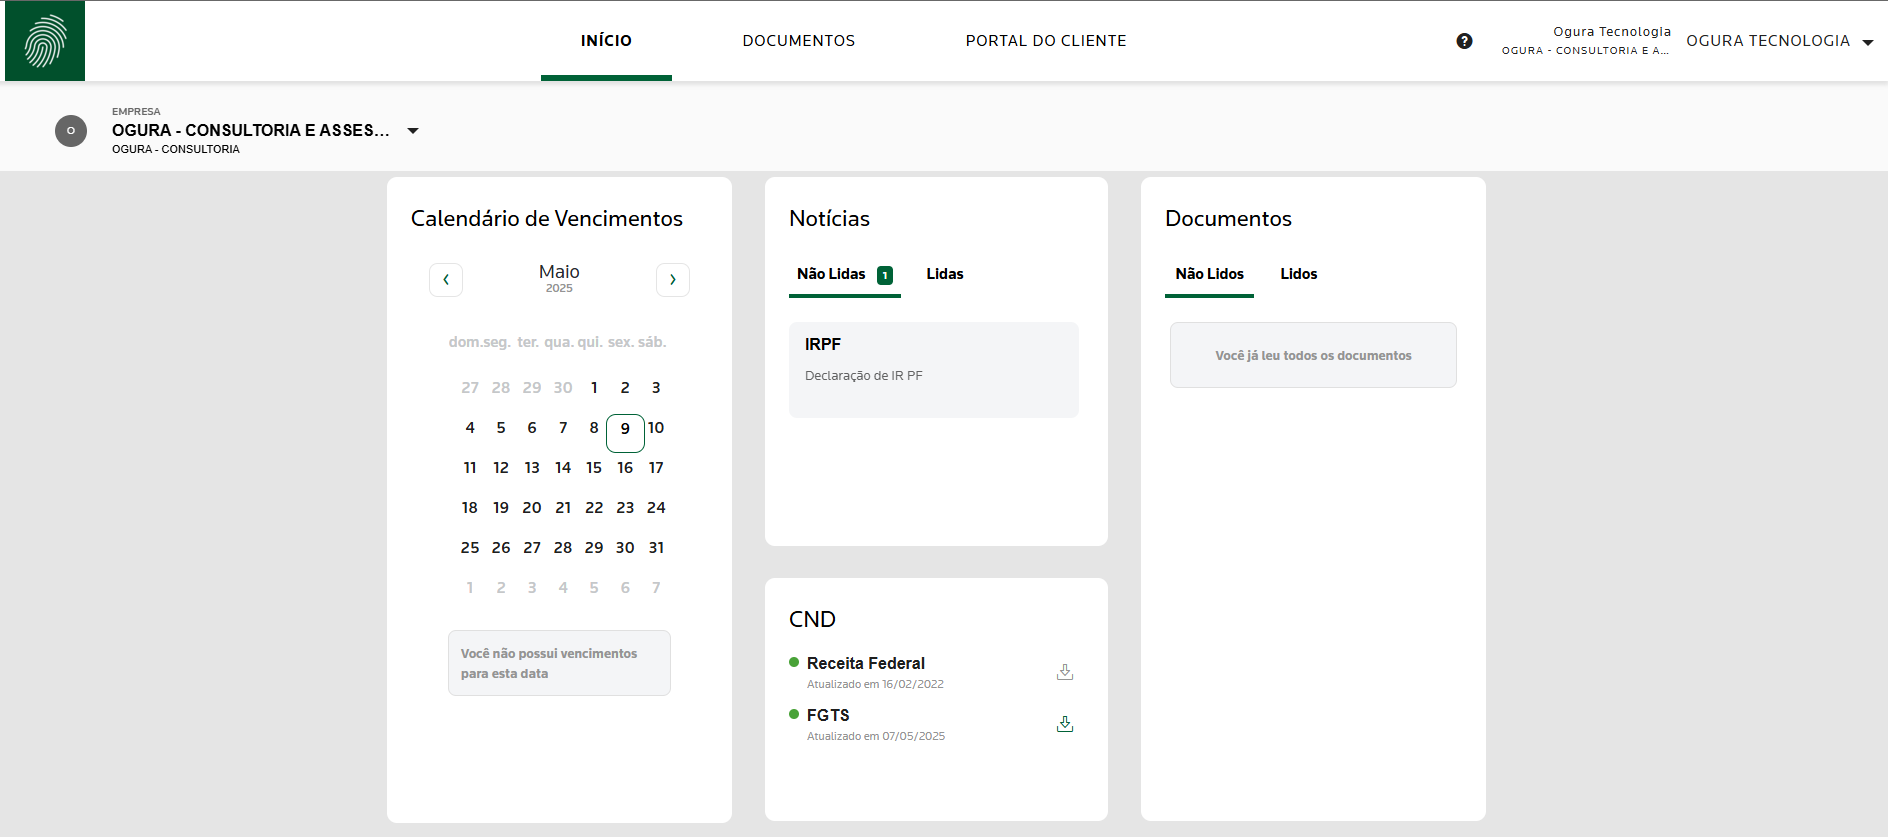 INÍCIO
DOCUMENTOS
PORTAL DO CLIENTE
?
Ogura Tecnologia
OGURA - CONSULTORIA E A...
OGURA TECNOLOGIA
O
EMPRESA
OGURA - CONSULTORIA E ASSES...
OGURA - CONSULTORIA
Calendário de Vencimentos
Maio
2025
dom. seg. ter. qua. qui. sex. sáb.
27 28 29 30 1 2 3
4 5 6 7 8 9 10
11 12 13 14 15 16 17
18 19 20 21 22 23 24
25 26 27 28 29 30 31
1 2 3 4 5 6 7
Você não possui vencimentos
para esta data
Notícias
Não Lidas 1 Lidas
IRPF
Declaração de IR PF
CND
Receita Federal
Atualizado em 16/02/2022
FGTS
Atualizado em 07/05/2025
Documentos
Não Lidos Lidos
Você já leu todos os documentos